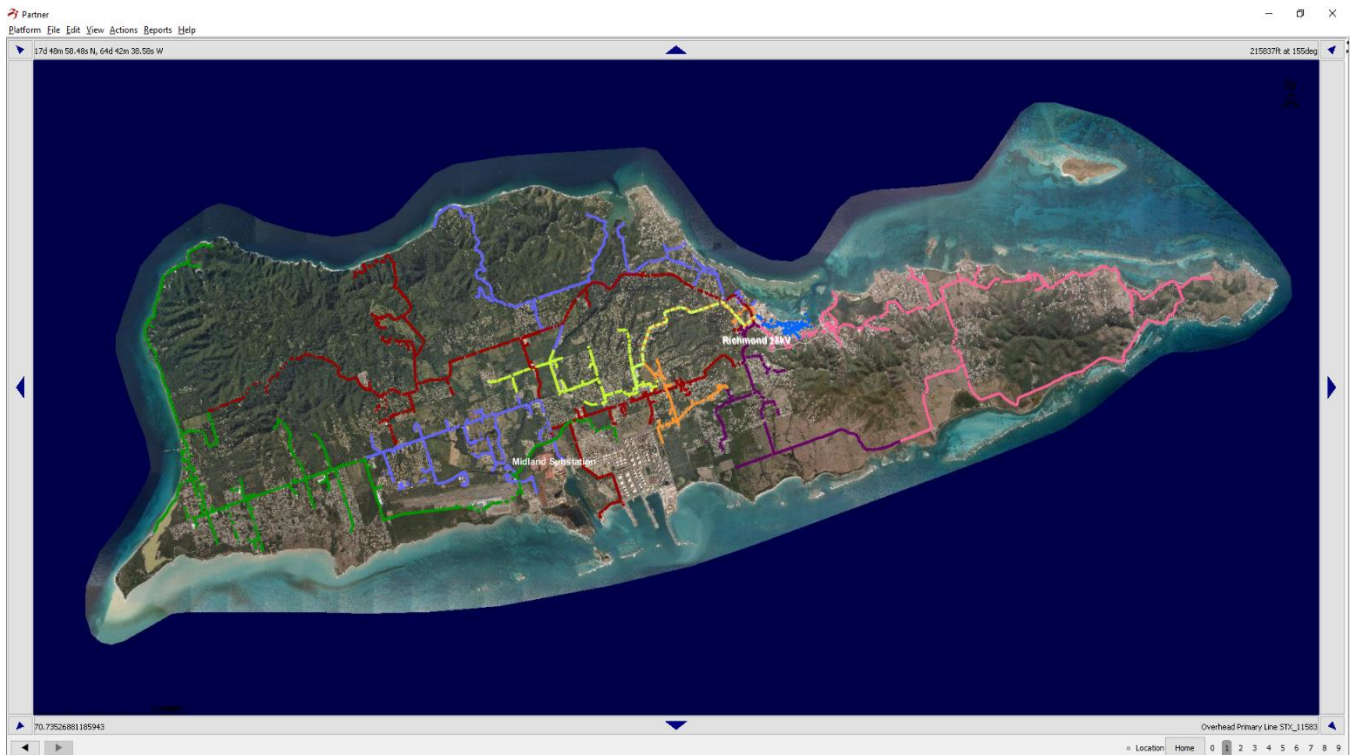 Partner
Platform File Edit View Actions Reports Help
17d 48m 58.48s N, 64d 42m 38.58s W 215837ft at 155deg
Richmond 25kV
Midland Substation
70.73526881185943 Overhead Primary Line STX_11583
Location Home 0 1 2 3 4 5 6 7 8 9